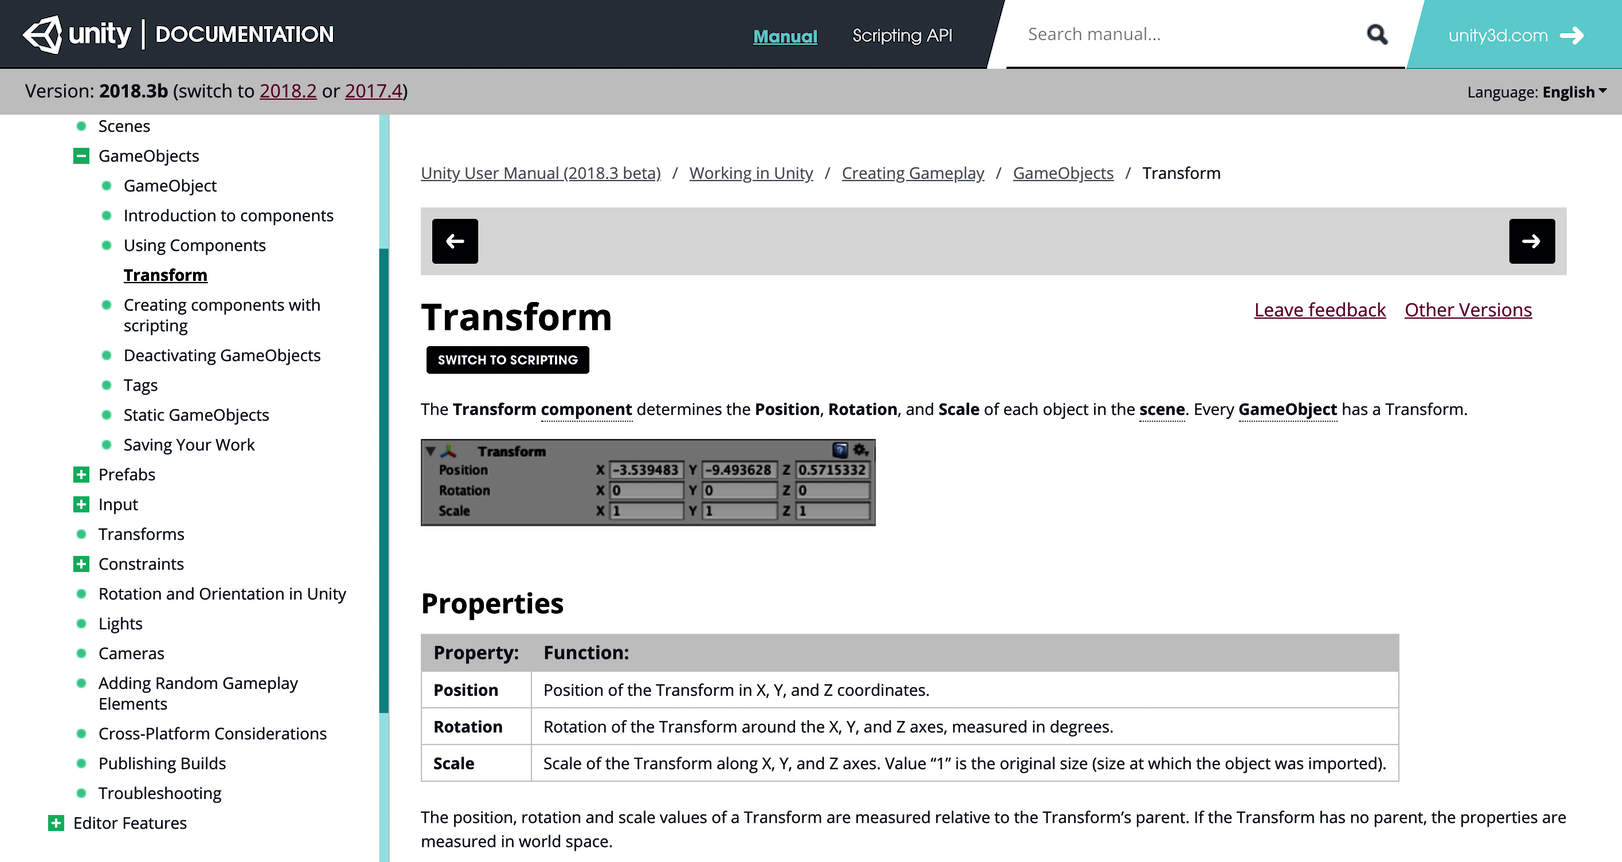 unity | DOCUMENTATION
Manual Scripting API
Search manual...
unity3d.com
Version: 2018.3b (switch to 2018.2 or 2017.4)
Language: English
Scenes
GameObjects
GameObject
Introduction to components
Using Components
Transform
Creating components with
scripting
Deactivating GameObjects
Tags
Static GameObjects
Saving Your Work
Prefabs
Input
Transforms
Constraints
Rotation and Orientation in Unity
Lights
Cameras
Adding Random Gameplay
Elements
Cross-Platform Considerations
Publishing Builds
Troubleshooting
Editor Features
Unity User Manual (2018.3 beta) / Working in Unity / Creating Gameplay / GameObjects / Transform
Transform
Leave feedback Other Versions
SWITCH TO SCRIPTING
The Transform component determines the Position, Rotation, and Scale of each object in the scene. Every GameObject has a Transform.
Transform
Position X -3.539483 Y -9.493628 Z 0.5715332
Rotation X 0 Y 0 Z 0
Scale X 1 Y 1 Z 1
Properties
Property: Function:
Position Position of the Transform in X, Y, and Z coordinates.
Rotation Rotation of the Transform around the X, Y, and Z axes, measured in degrees.
Scale Scale of the Transform along X, Y, and Z axes. Value “1” is the original size (size at which the object was imported).
The position, rotation and scale values of a Transform are measured relative to the Transform’s parent. If the Transform has no parent, the properties are
measured in world space.